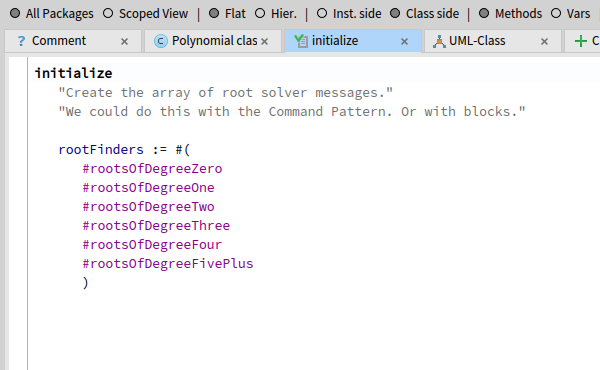 All Packages Scoped View | Flat Hier. | Inst. side Class side | Methods Vars
? Comment × C Polynomial clas × initialize × UML-Class × + C
initialize
"Create the array of root solver messages."
"We could do this with the Command Pattern. Or with blocks."
rootFinders := #(
#rootsOfDegreeZero
#rootsOfDegreeOne
#rootsOfDegreeTwo
#rootsOfDegreeThree
#rootsOfDegreeFour
#rootsOfDegreeFivePlus
)